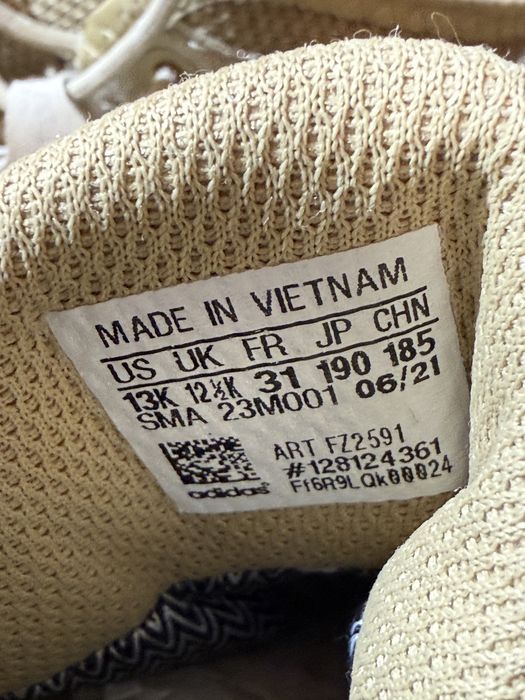 MADE IN VIETNAM
US UK FR JP CHN
13K 12½K 31 190 185
SMA 23M001 06/21
ART FZ2591
#128124361
Ff6R9LQk00024
adidas